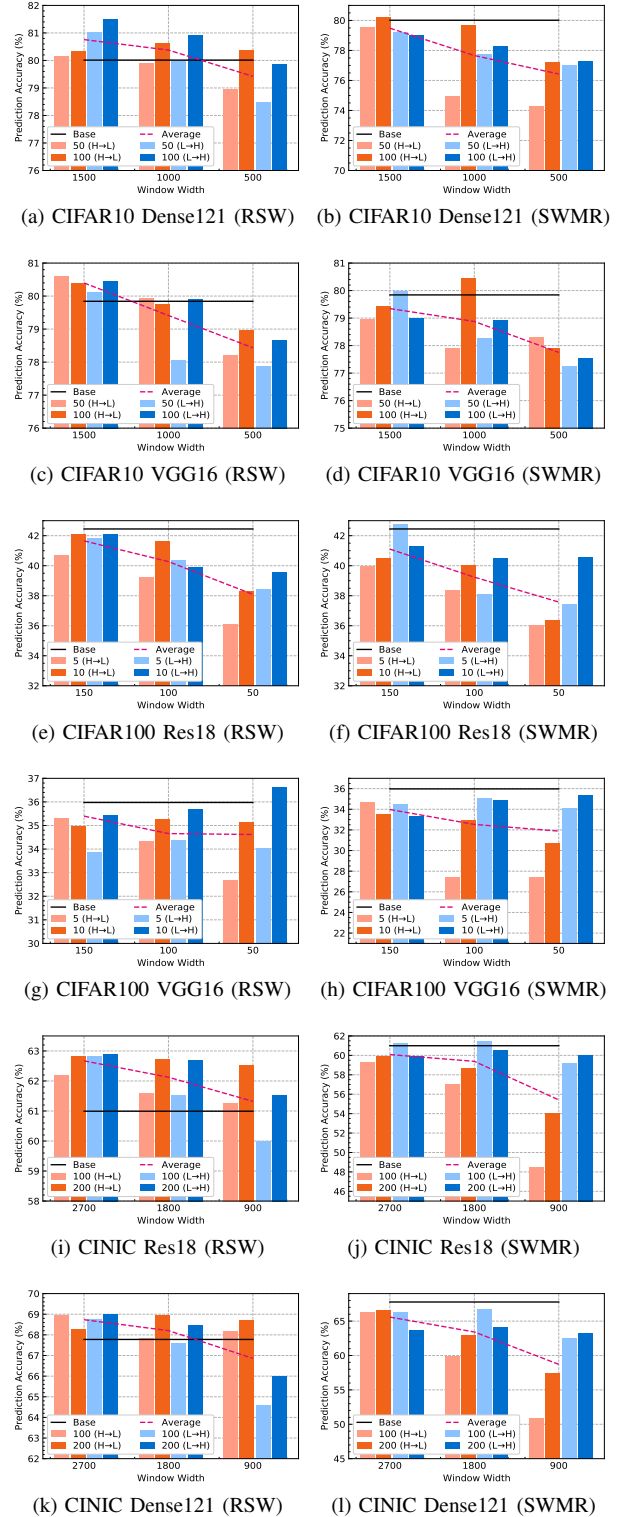 Prediction Accuracy (%)
82
81
80
79
78
77
76
Base Average
50 (H→L) 50 (L→H)
100 (H→L) 100 (L→H)
1500 1000 500
Window Width
(a) CIFAR10 Dense121 (RSW)
Prediction Accuracy (%)
80
78
76
74
72
70
Base Average
50 (H→L) 50 (L→H)
100 (H→L) 100 (L→H)
1500 1000 500
Window Width
(b) CIFAR10 Dense121 (SWMR)
Prediction Accuracy (%)
81
80
79
78
77
76
Base Average
50 (H→L) 50 (L→H)
100 (H→L) 100 (L→H)
1500 1000 500
Window Width
(c) CIFAR10 VGG16 (RSW)
Prediction Accuracy (%)
81
80
79
78
77
76
75
Base Average
50 (H→L) 50 (L→H)
100 (H→L) 100 (L→H)
1500 1000 500
Window Width
(d) CIFAR10 VGG16 (SWMR)
Prediction Accuracy (%)
42
40
38
36
34
32
Base Average
5 (H→L) 5 (L→H)
10 (H→L) 10 (L→H)
150 100 50
Window Width
(e) CIFAR100 Res18 (RSW)
Prediction Accuracy (%)
42
40
38
36
34
32
Base Average
5 (H→L) 5 (L→H)
10 (H→L) 10 (L→H)
150 100 50
Window Width
(f) CIFAR100 Res18 (SWMR)
Prediction Accuracy (%)
37
36
35
34
33
32
31
30
Base Average
5 (H→L) 5 (L→H)
10 (H→L) 10 (L→H)
150 1800 50
Window Width
(g) CIFAR100 VGG16 (RSW)
Prediction Accuracy (%)
36
34
32
30
28
26
24
22
Base Average
5 (H→L) 5 (L→H)
10 (H→L) 10 (L→H)
150 1800 50
Window Width
(h) CIFAR100 VGG16 (SWMR)
Prediction Accuracy (%)
63
62
61
60
59
58
Base Average
100 (H→L) 100 (L→H)
200 (H→L) 200 (L→H)
2700 1800 900
Window Width
(i) CINIC Res18 (RSW)
Prediction Accuracy (%)
62
60
58
56
54
52
50
48
46
Base Average
100 (H→L) 100 (L→H)
200 (H→L) 200 (L→H)
2700 1800 900
Window Width
(j) CINIC Res18 (SWMR)
Prediction Accuracy (%)
70
69
68
67
66
65
64
63
62
Base Average
100 (H→L) 100 (L→H)
200 (H→L) 200 (L→H)
2700 1800 900
Window Width
(k) CINIC Dense121 (RSW)
Prediction Accuracy (%)
65
60
55
50
45
Base Average
100 (H→L) 100 (L→H)
200 (H→L) 200 (L→H)
2700 1800 900
Window Width
(l) CINIC Dense121 (SWMR)